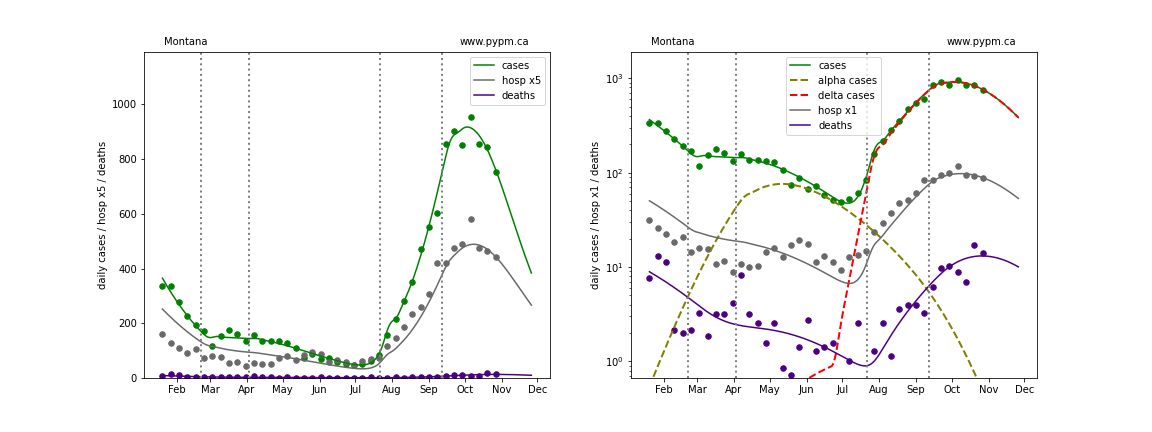 Montana www.pypm.ca
cases
hosp x5
deaths
daily cases / hosp x5 / deaths
1000
800
600
400
200
0
Feb Mar Apr May Jun Jul Aug Sep Oct Nov Dec
Montana www.pypm.ca
cases
alpha cases
delta cases
hosp x1
deaths
daily cases / hosp x1 / deaths
10³
10²
10¹
10⁰
Feb Mar Apr May Jun Jul Aug Sep Oct Nov Dec